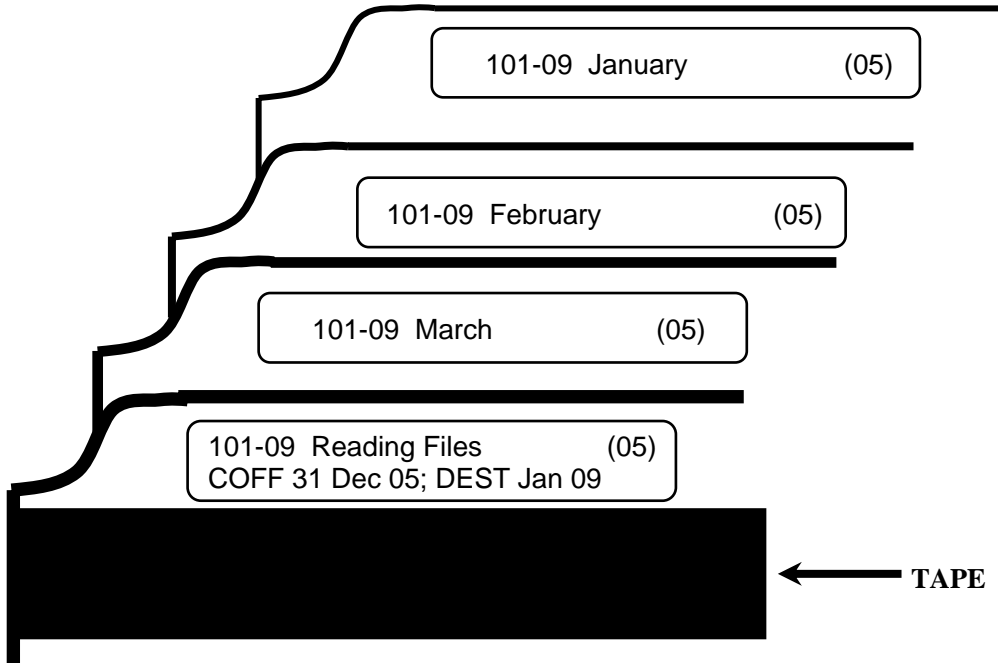 101-09 January (05)
101-09 February (05)
101-09 March (05)
101-09 Reading Files (05)
COFF 31 Dec 05; DEST Jan 09
TAPE